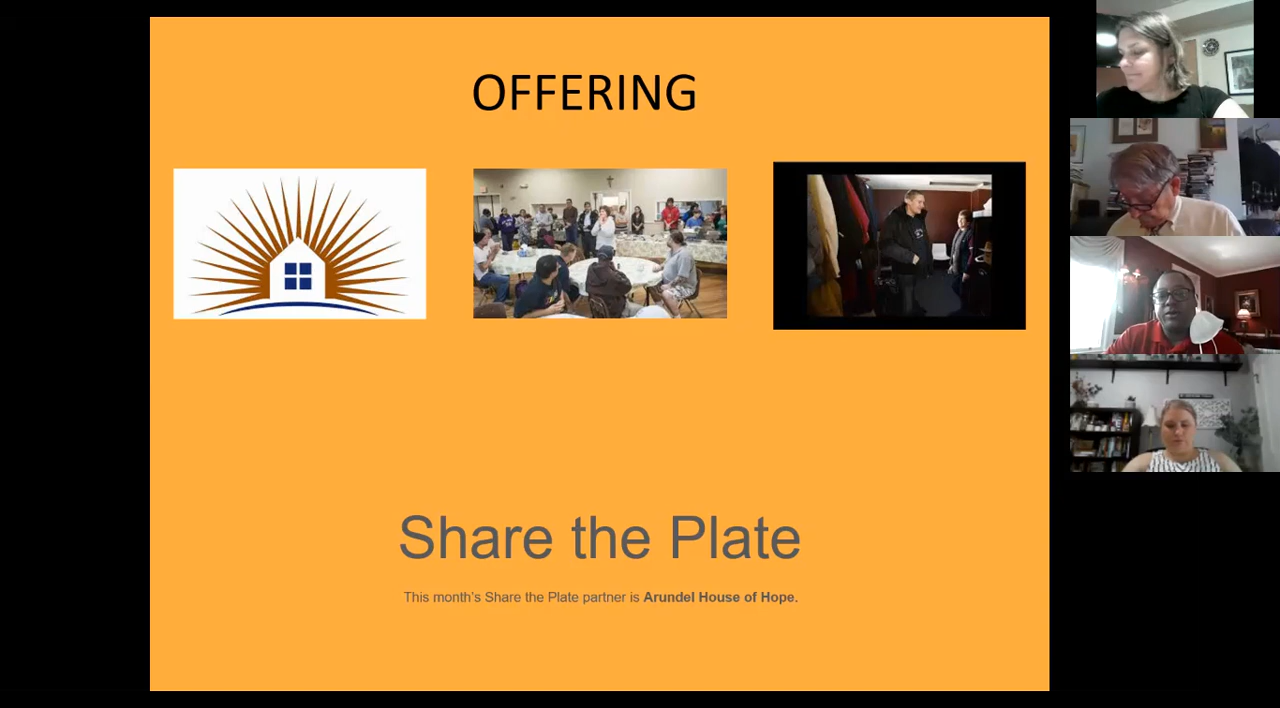 OFFERING
Share the Plate
This month's Share the Plate partner is Arundel House of Hope.